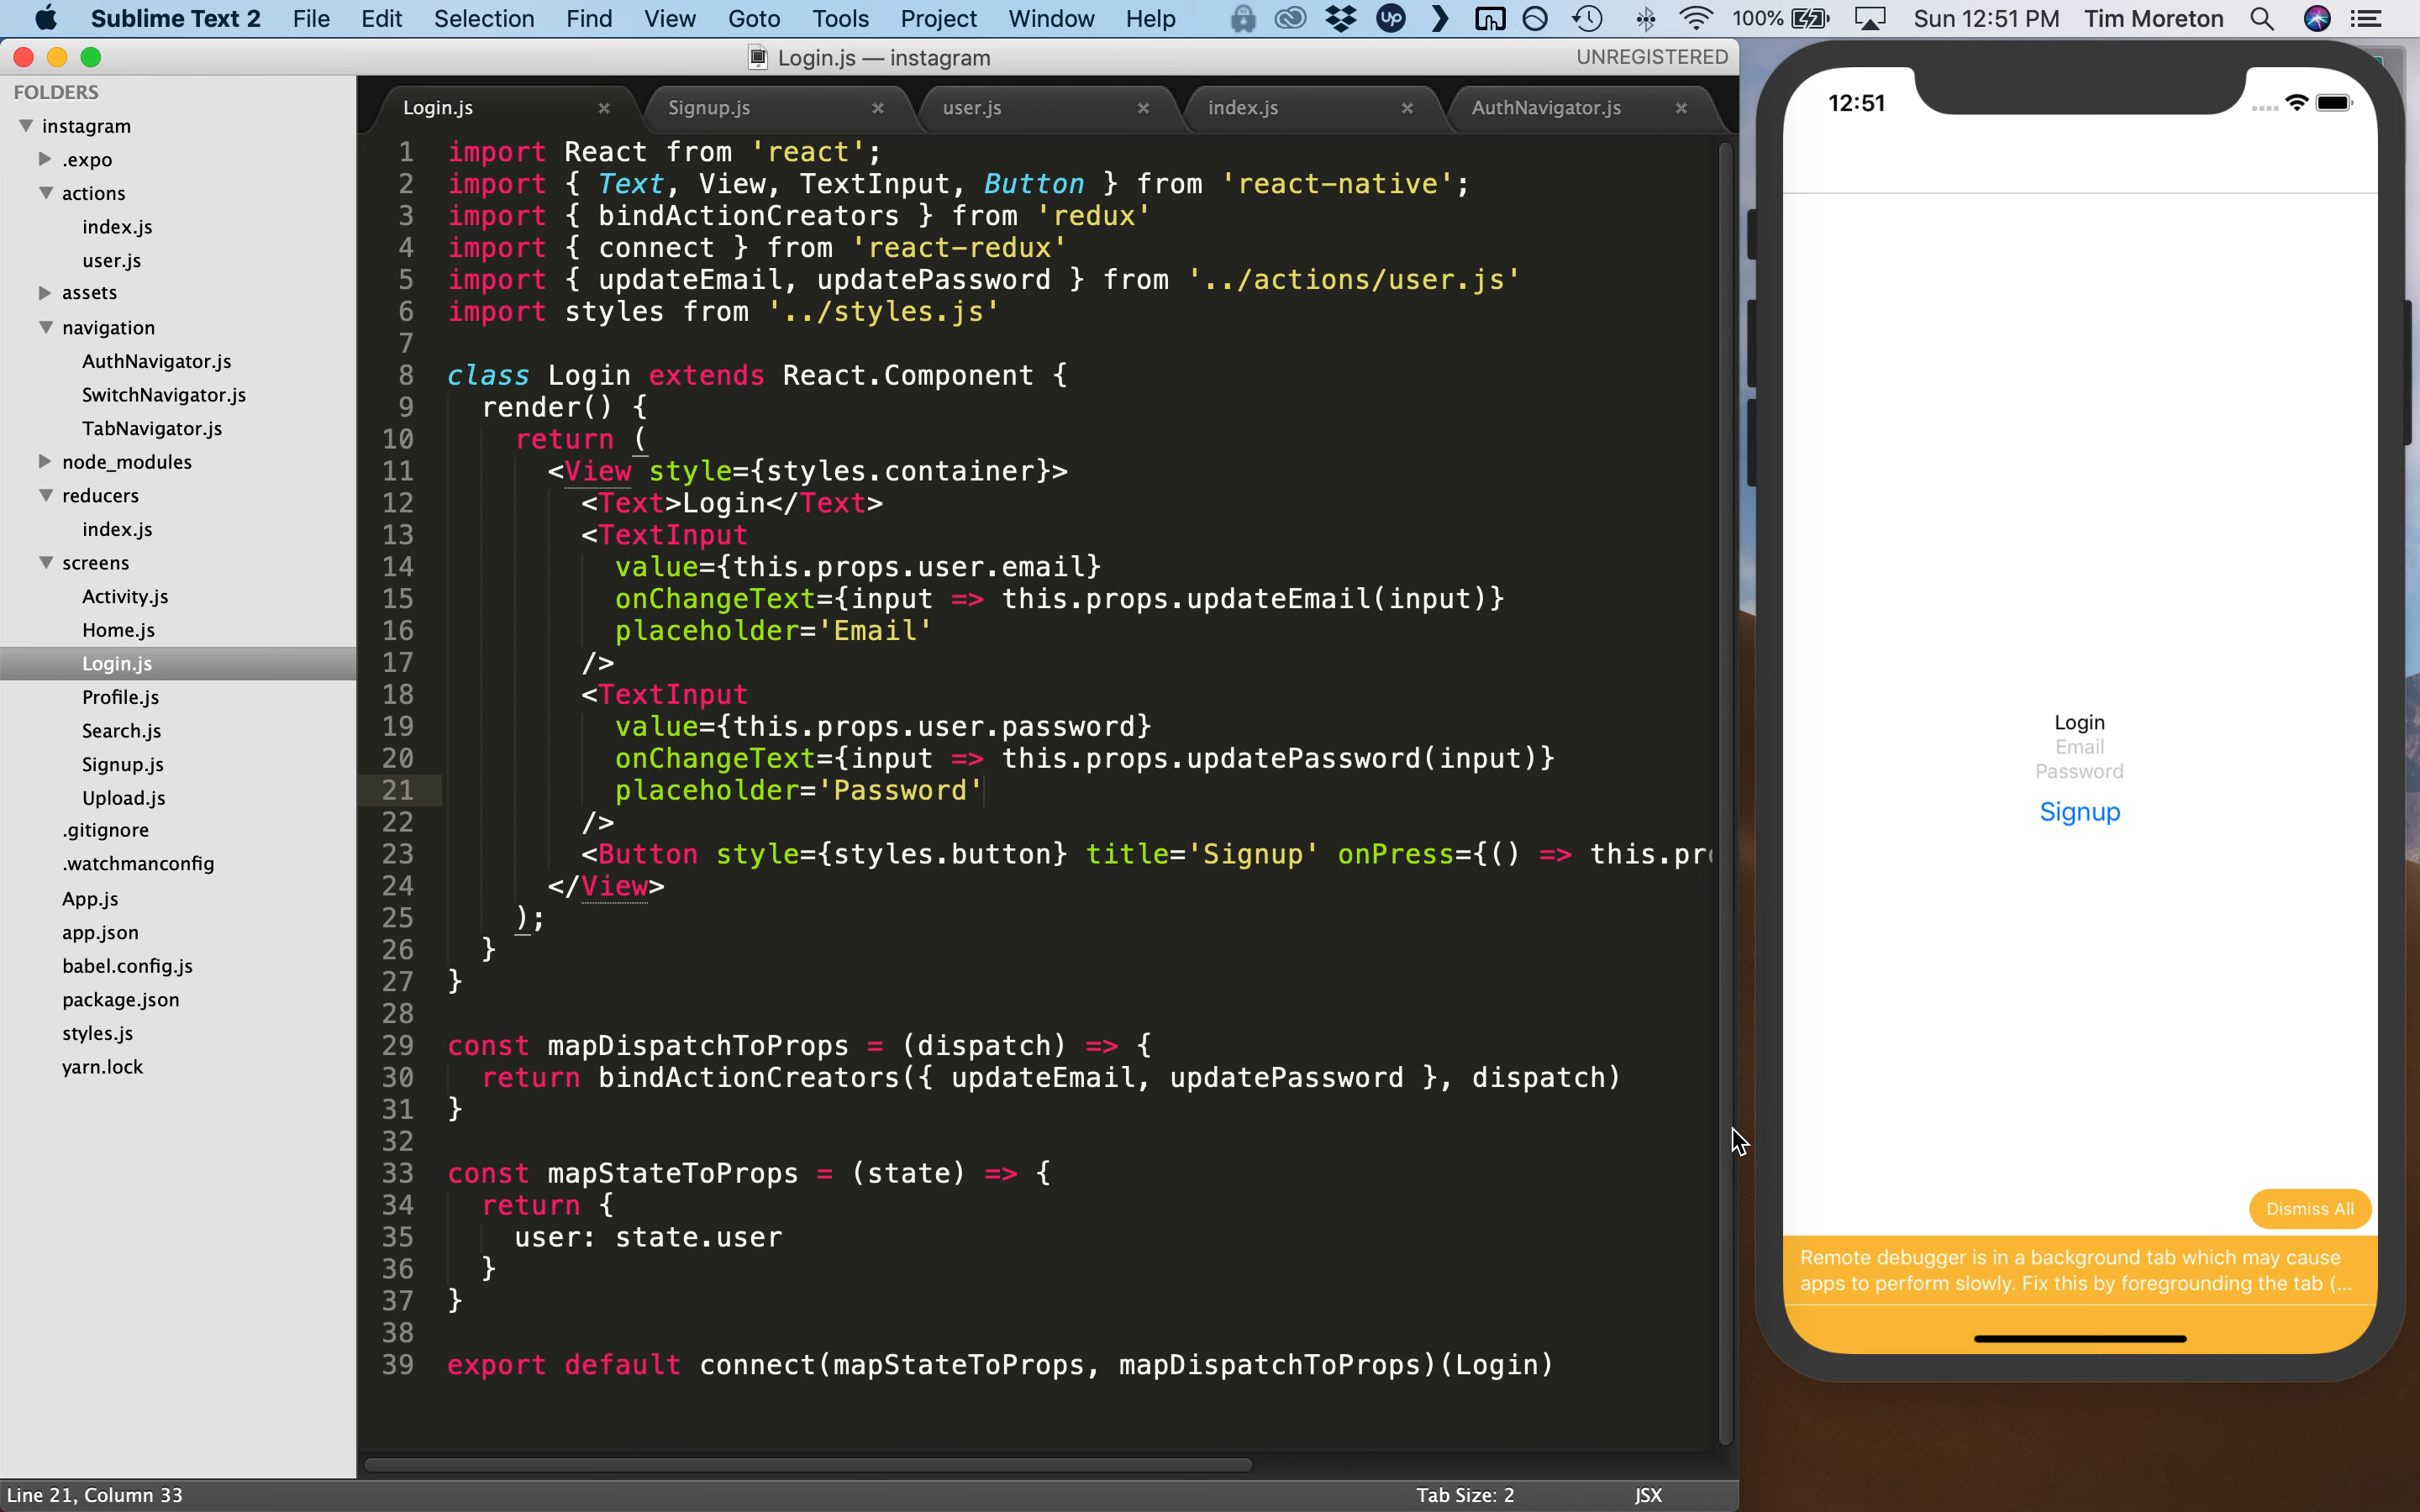 Sublime Text 2 File Edit Selection Find View Goto Tools Project Window Help Up 100% Sun 12:51 PM Tim Moreton
Login.js — instagram UNREGISTERED
FOLDERS
instagram
.expo
actions
index.js
user.js
assets
navigation
AuthNavigator.js
SwitchNavigator.js
TabNavigator.js
node_modules
reducers
index.js
screens
Activity.js
Home.js
Login.js
Profile.js
Search.js
Signup.js
Upload.js
.gitignore
.watchmanconfig
App.js
app.json
babel.config.js
package.json
styles.js
yarn.lock
Login.js Signup.js user.js index.js AuthNavigator.js
1 import React from 'react';
2 import { Text, View, TextInput, Button } from 'react-native';
3 import { bindActionCreators } from 'redux'
4 import { connect } from 'react-redux'
5 import { updateEmail, updatePassword } from '../actions/user.js'
6 import styles from '../styles.js'
7
8 class Login extends React.Component {
9 render() {
10 return (
11 <View style={styles.container}>
12 <Text>Login</Text>
13 <TextInput
14 value={this.props.user.email}
15 onChangeText={input => this.props.updateEmail(input)}
16 placeholder='Email'
17 />
18 <TextInput
19 value={this.props.user.password}
20 onChangeText={input => this.props.updatePassword(input)}
21 placeholder='Password'
22 />
23 <Button style={styles.button} title='Signup' onPress={() => this.pr
24 </View>
25 );
26 }
27 }
28
29 const mapDispatchToProps = (dispatch) => {
30 return bindActionCreators({ updateEmail, updatePassword }, dispatch)
31 }
32
33 const mapStateToProps = (state) => {
34 return {
35 user: state.user
36 }
37 }
38
39 export default connect(mapStateToProps, mapDispatchToProps)(Login)
Line 21, Column 33 Tab Size: 2 JSX
12:51
Login
Email
Password
Signup
Dismiss All
Remote debugger is in a background tab which may cause
apps to perform slowly. Fix this by foregrounding the tab (...